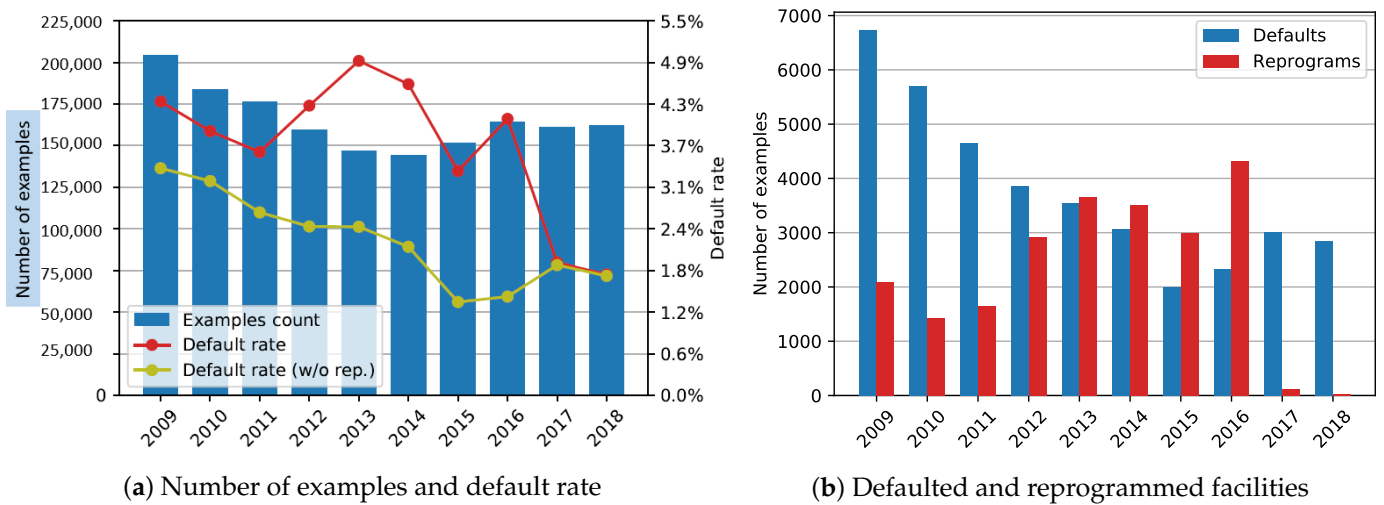 225,000
200,000
175,000
150,000
125,000
100,000
75,000
50,000
25,000
0
Number of examples
5.5%
4.9%
4.3%
3.7%
3.1%
2.4%
1.8%
1.2%
0.6%
0.0%
Default rate
Examples count
Default rate
Default rate (w/o rep.)
2009 2010 2011 2012 2013 2014 2015 2016 2017 2018
(a) Number of examples and default rate
7000
6000
5000
4000
3000
2000
1000
0
Number of examples
Defaults
Reprograms
2009 2010 2011 2012 2013 2014 2015 2016 2017 2018
(b) Defaulted and reprogrammed facilities